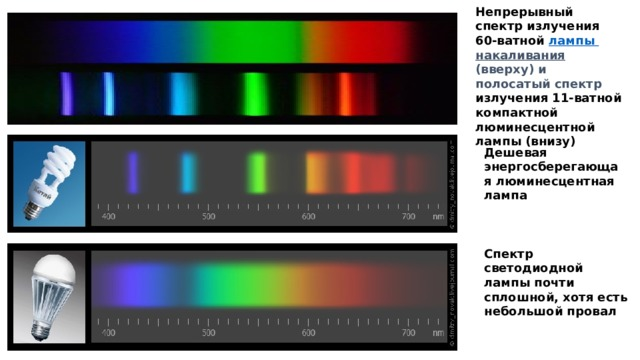 Непрерывный
спектр излучения
60-ватной лампы
накаливания
(вверху) и
полосатый спектр
излучения 11-ватной
компактной
люминесцентной
лампы (внизу)
Дешевая
энергосберегающа
я люминесцентная
лампа
Китай
400 500 600 700 nm
Спектр
светодиодной
лампы почти
сплошной, хотя есть
небольшой провал
400 500 600 700 nm